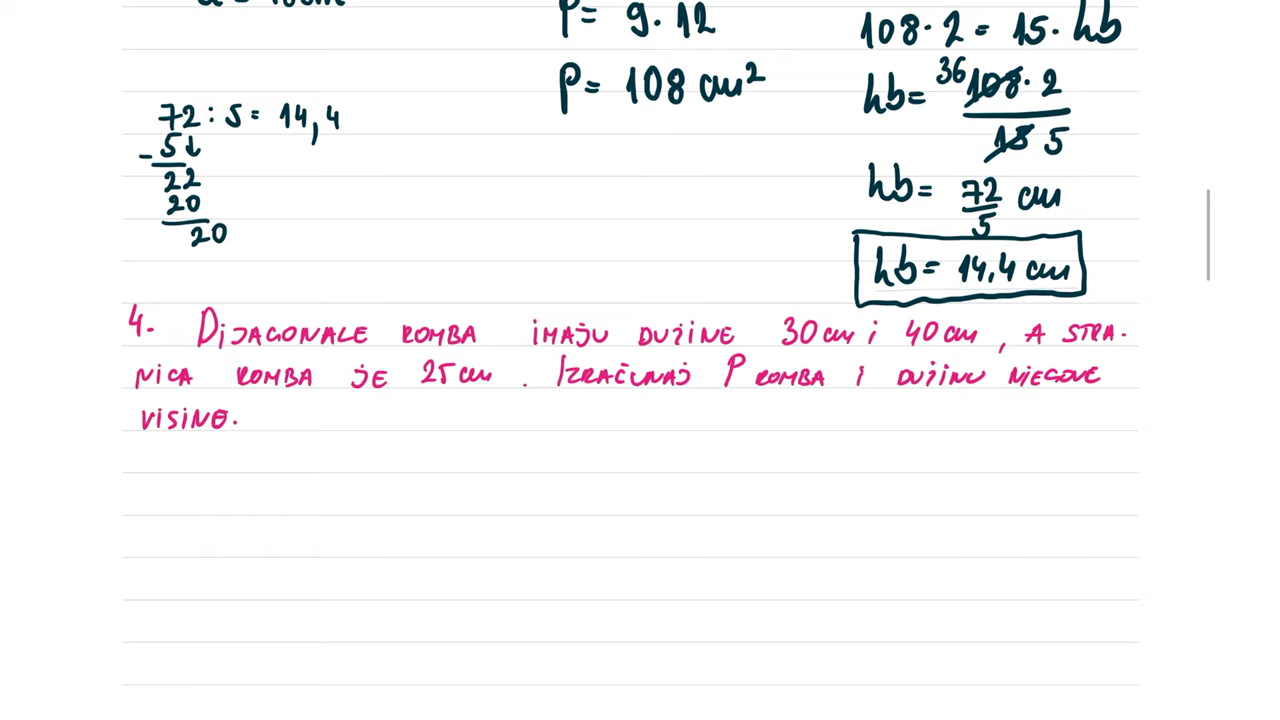 P = 9 · 12
P = 108 cm²
108 · 2 = 15 · hb
hb = 36 108 · 2
15 5
hb = 72/5 cm
hb = 14,4 cm
72 : 5 = 14,4
- 5↓
22
20
20
4. DIJAGONALE ROMBA IMAJU DUŽINE 30 cm i 40 cm, A STRA-
NICA ROMBA JE 25 cm. IZRAČUNAJ P ROMBA I DUŽINU NJEGOVE
VISINE.